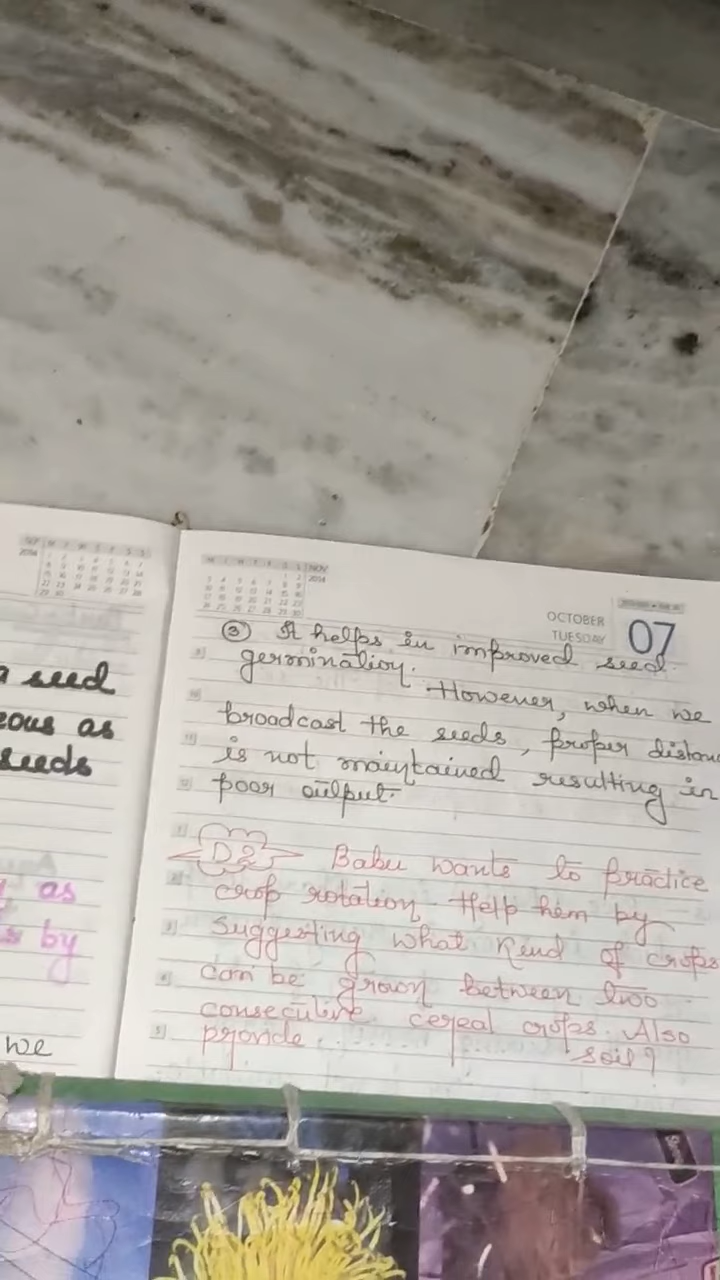 a seed
eous as
seeds
as
by
we
NOV
2014
OCTOBER
TUESDAY
07
③ It helps in improved seed
germination. However, when we
broadcast the seeds, proper distanc
is not maintained resulting in
poor output.
D2 Babu wants to practice
crop rotation. Help him by
suggesting what kind of crops
can be grown between two
consecutive cereal crops. Also
provide .......... soil?